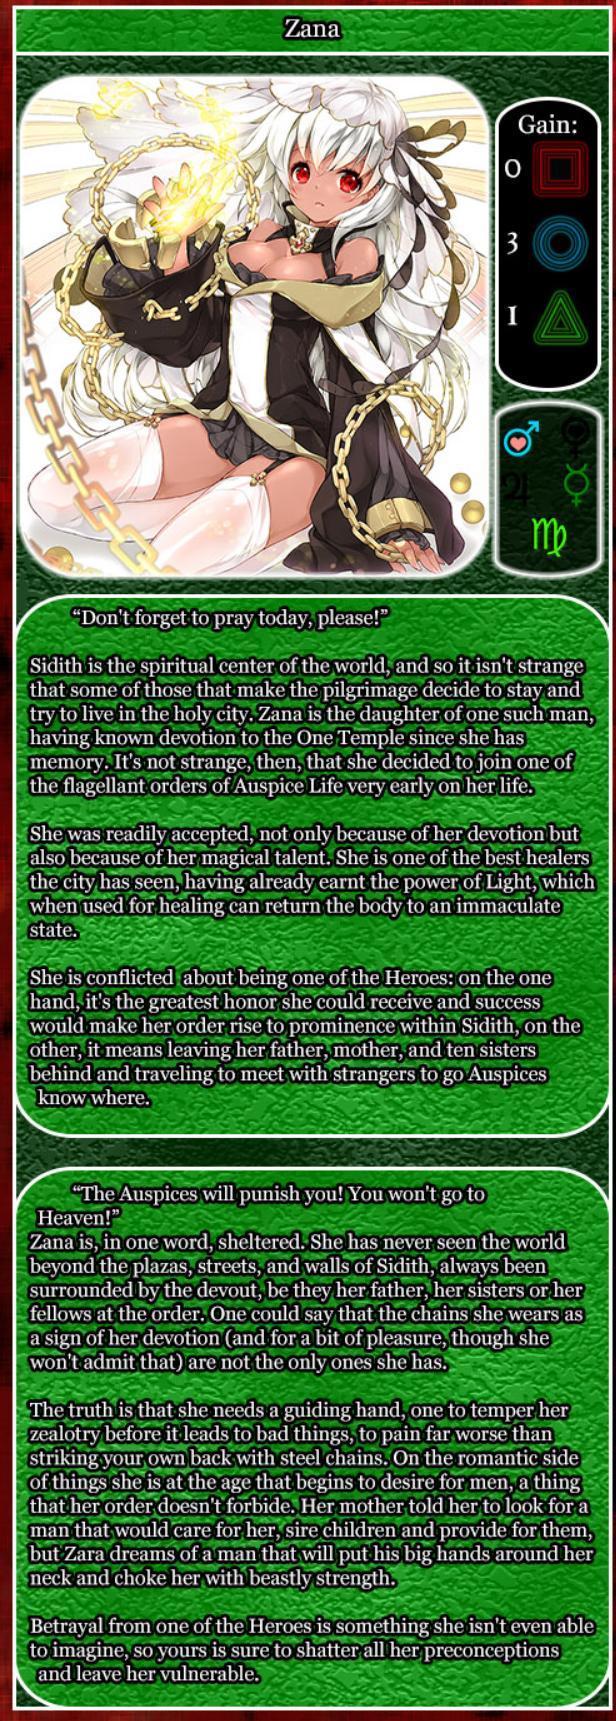 Zana
Gain:
0
3
1
♂ ♀
♃ ☿
♍
“Don't forget to pray today, please!”
Sidith is the spiritual center of the world, and so it isn't strange
that some of those that make the pilgrimage decide to stay and
try to live in the holy city. Zana is the daughter of one such man,
having known devotion to the One Temple since she has
memory. It's not strange, then, that she decided to join one of
the flagellant orders of Auspice Life very early on her life.
She was readily accepted, not only because of her devotion but
also because of her magical talent. She is one of the best healers
the city has seen, having already earnt the power of Light, which
when used for healing can return the body to an immaculate
state.
She is conflicted about being one of the Heroes: on the one
hand, it's the greatest honor she could receive and success
would make her order rise to prominence within Sidith, on the
other, it means leaving her father, mother, and ten sisters
behind and traveling to meet with strangers to go Auspices
know where.
“The Auspices will punish you! You won't go to
Heaven!”
Zana is, in one word, sheltered. She has never seen the world
beyond the plazas, streets, and walls of Sidith, always been
surrounded by the devout, be they her father, her sisters or her
fellows at the order. One could say that the chains she wears as
a sign of her devotion (and for a bit of pleasure, though she
won't admit that) are not the only ones she has.
The truth is that she needs a guiding hand, one to temper her
zealotry before it leads to bad things, to pain far worse than
striking your own back with steel chains. On the romantic side
of things she is at the age that begins to desire for men, a thing
that her order doesn't forbide. Her mother told her to look for a
man that would care for her, sire children and provide for them,
but Zara dreams of a man that will put his big hands around her
neck and choke her with beastly strength.
Betrayal from one of the Heroes is something she isn't even able
to imagine, so yours is sure to shatter all her preconceptions
and leave her vulnerable.